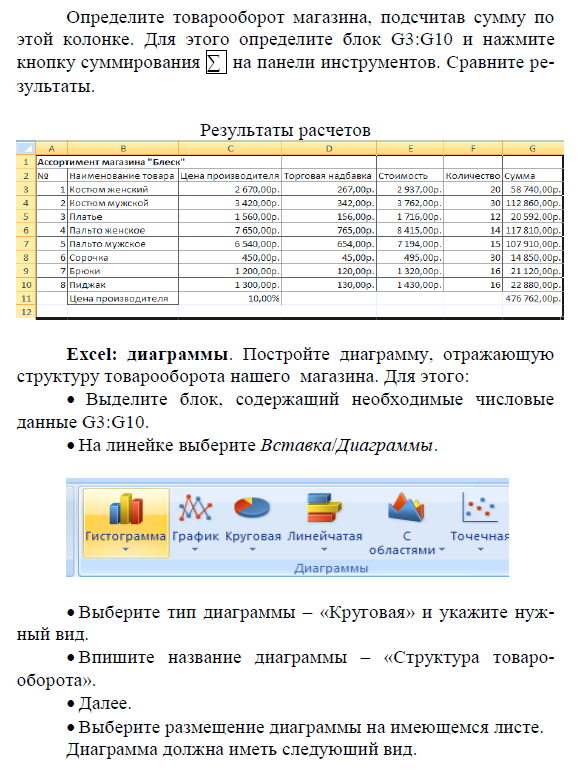 Определите товарооборот магазина, подсчитав сумму по
этой колонке. Для этого определите блок G3:G10 и нажмите
кнопку суммирования ∑ на панели инструментов. Сравните ре-
зультаты.
Результаты расчетов
A B C D E F G
1 Ассортимент магазина "Блеск"
2 № Наименование товара Цена производителя Торговая надбавка Стоимость Количество Сумма
3 1 Костюм женский 2 670,00р. 267,00р. 2 937,00р. 20 58 740,00р.
4 2 Костюм мужской 3 420,00р. 342,00р. 3 762,00р. 30 112 860,00р.
5 3 Платье 1 560,00р. 156,00р. 1 716,00р. 12 20 592,00р.
6 4 Пальто женское 7 650,00р. 765,00р. 8 415,00р. 14 117 810,00р.
7 5 Пальто мужское 6 540,00р. 654,00р. 7 194,00р. 15 107 910,00р.
8 6 Сорочка 450,00р. 45,00р. 495,00р. 30 14 850,00р.
9 7 Брюки 1 200,00р. 120,00р. 1 320,00р. 16 21 120,00р.
10 8 Пиджак 1 300,00р. 130,00р. 1 430,00р. 16 22 880,00р.
11 Цена производителя 10,00% 476 762,00р.
12
Excel: диаграммы. Постройте диаграмму, отражающую
структуру товарооборота нашего магазина. Для этого:
• Выделите блок, содержащий необходимые числовые
данные G3:G10.
• На линейке выберите Вставка/Диаграммы.
Гистограмма График Круговая Линейчатая С областями Точечная
Диаграммы
• Выберите тип диаграммы – «Круговая» и укажите нуж-
ный вид.
• Впишите название диаграммы – «Структура товаро-
оборота».
• Далее.
• Выберите размещение диаграммы на имеющемся листе.
Диаграмма должна иметь следующий вид.